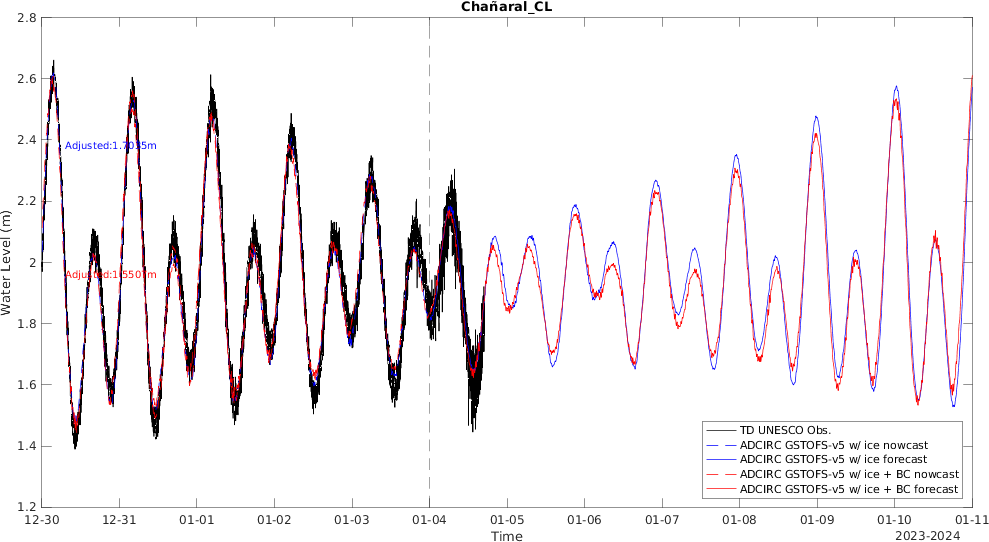 Chañaral_CL
2.8
2.6
2.4
2.2
2
1.8
1.6
1.4
1.2
Water Level (m)
Adjusted:1.7035m
Adjusted:1.5501m
TD UNESCO Obs.
ADCIRC GSTOFS-v5 w/ ice nowcast
ADCIRC GSTOFS-v5 w/ ice forecast
ADCIRC GSTOFS-v5 w/ ice + BC nowcast
ADCIRC GSTOFS-v5 w/ ice + BC forecast
12-30 12-31 01-01 01-02 01-03 01-04 01-05 01-06 01-07 01-08 01-09 01-10 01-11
Time
2023-2024